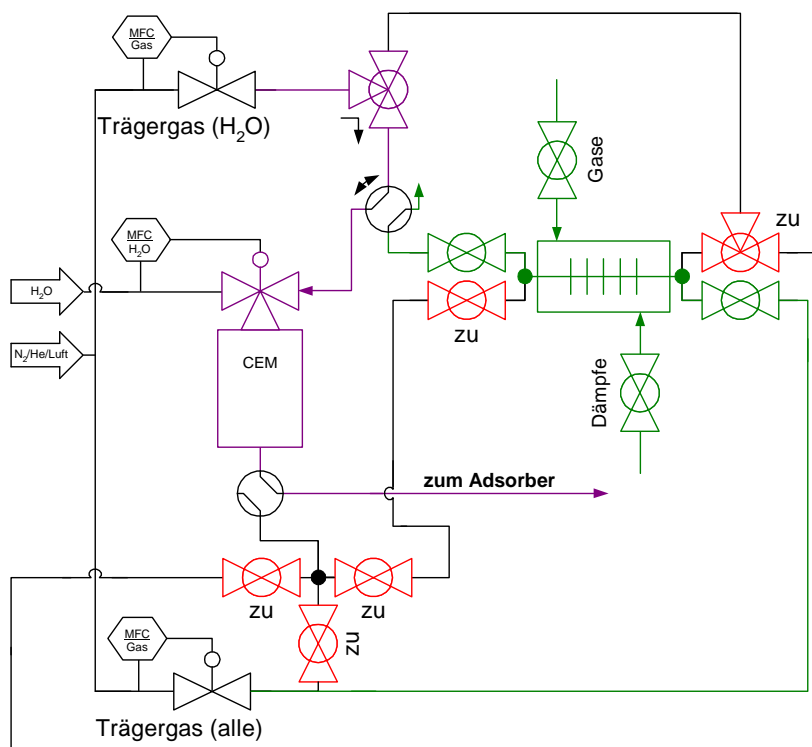 MFC
Gas
Trägergas (H₂O)
Gase
zu
MFC
H₂O
H₂O
zu
N₂/He/Luft
CEM
Dämpfe
zum Adsorber
zu
zu
zu
MFC
Gas
Trägergas (alle)